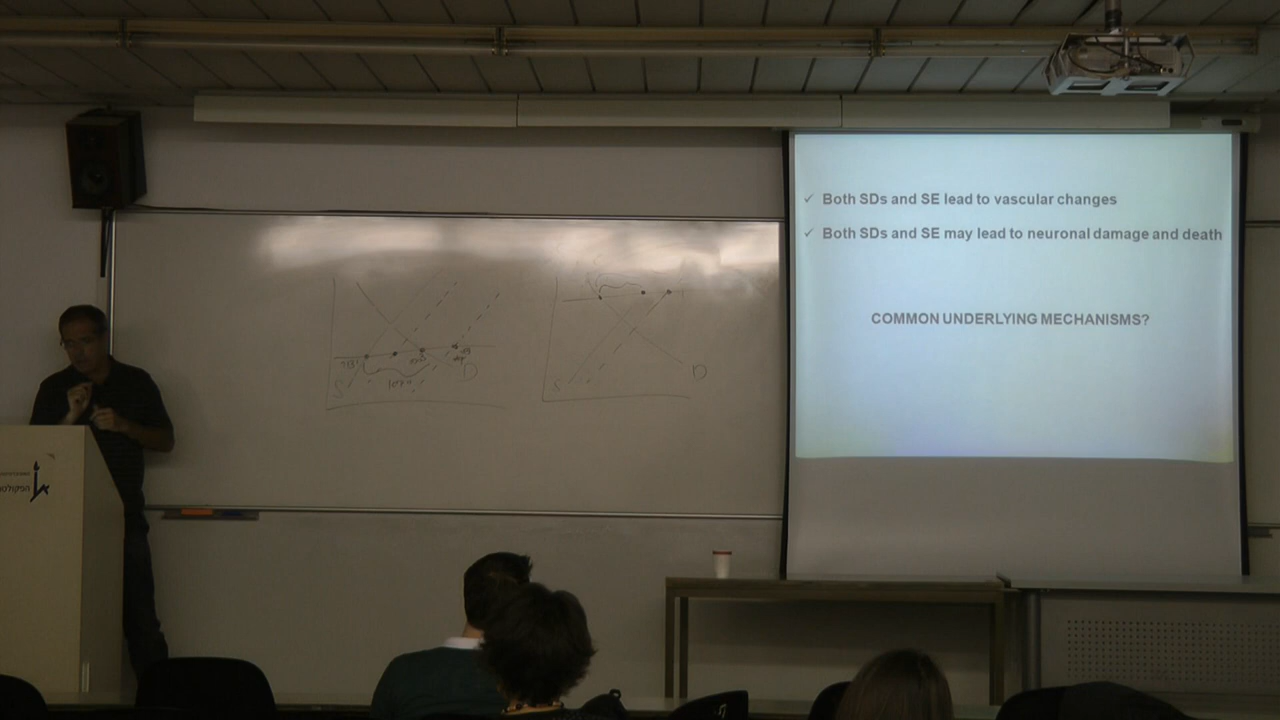 ✓ Both SDs and SE lead to vascular changes
✓ Both SDs and SE may lead to neuronal damage and death
COMMON UNDERLYING MECHANISMS?
S
D
S
D